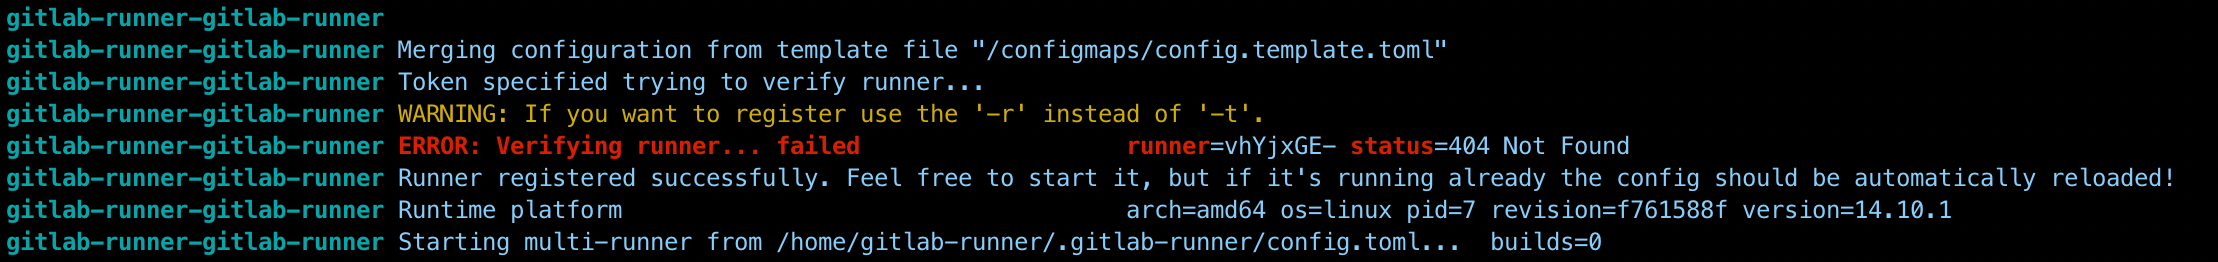 gitlab-runner-gitlab-runner
gitlab-runner-gitlab-runner Merging configuration from template file "/configmaps/config.template.toml"
gitlab-runner-gitlab-runner Token specified trying to verify runner...
gitlab-runner-gitlab-runner WARNING: If you want to register use the '-r' instead of '-t'.
gitlab-runner-gitlab-runner ERROR: Verifying runner... failed                   runner=vhYjxGE- status=404 Not Found
gitlab-runner-gitlab-runner Runner registered successfully. Feel free to start it, but if it's running already the config should be automatically reloaded!
gitlab-runner-gitlab-runner Runtime platform                                    arch=amd64 os=linux pid=7 revision=f761588f version=14.10.1
gitlab-runner-gitlab-runner Starting multi-runner from /home/gitlab-runner/.gitlab-runner/config.toml...  builds=0